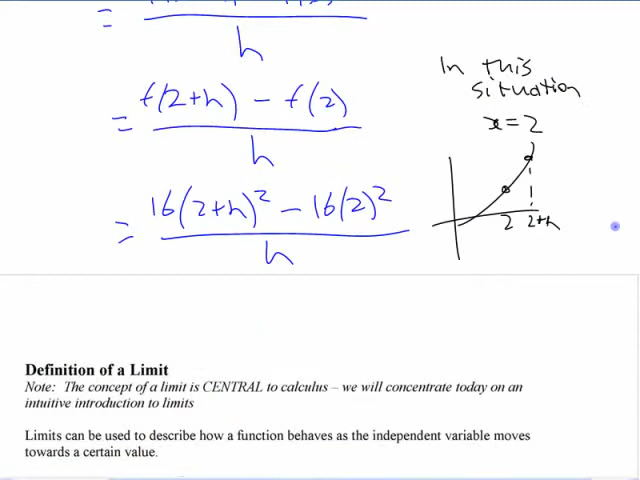 =
h
In this
situation
x = 2
= f(2+h) - f(2)
h
= 16(2+h)² - 16(2)²
h
2 2+h
Definition of a Limit
Note: The concept of a limit is CENTRAL to calculus – we will concentrate today on an
intuitive introduction to limits
Limits can be used to describe how a function behaves as the independent variable moves
towards a certain value.